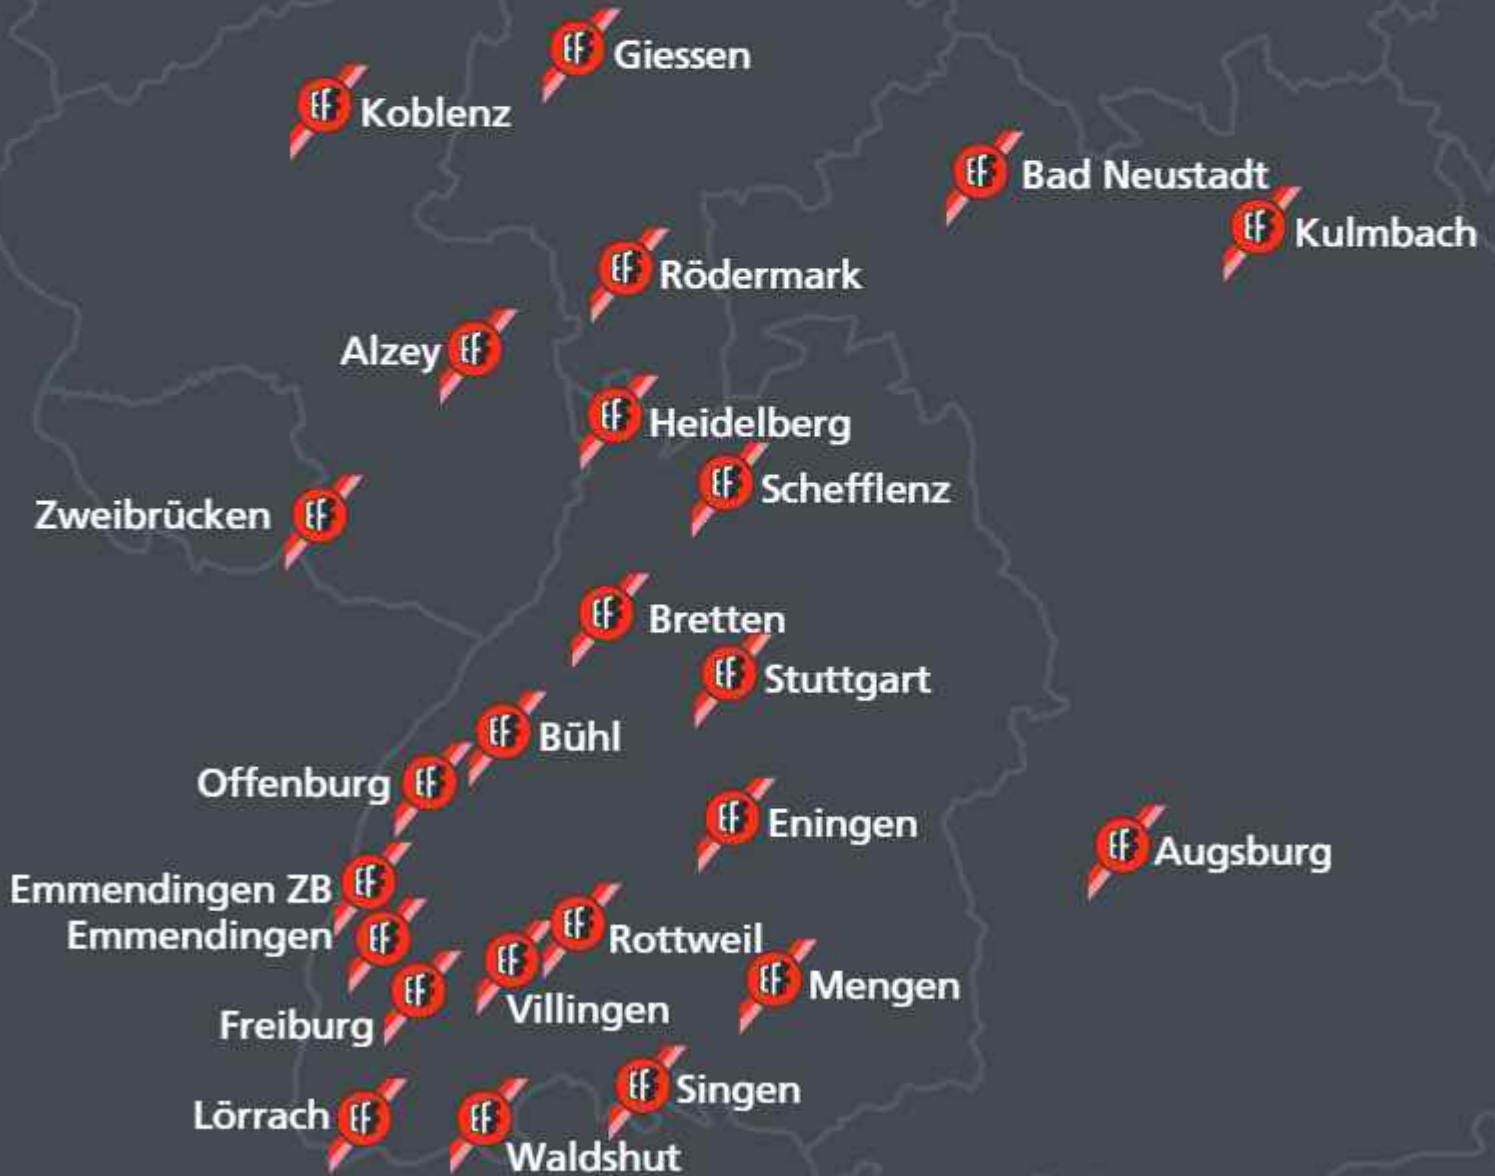 Giessen
Koblenz
Bad Neustadt
Kulmbach
Rödermark
Alzey
Heidelberg
Schefflenz
Zweibrücken
Bretten
Stuttgart
Bühl
Offenburg
Eningen
Augsburg
Emmendingen ZB
Emmendingen
Rottweil
Mengen
Villingen
Freiburg
Singen
Lörrach
Waldshut